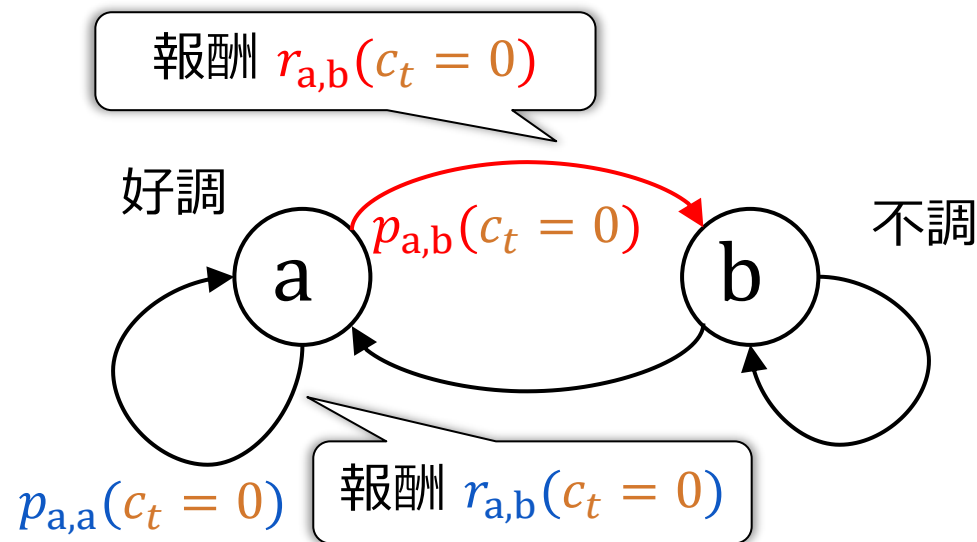 報酬 r_{a,b}(c_t = 0)
好調
p_{a,b}(c_t = 0)
不調
a
b
報酬 r_{a,b}(c_t = 0)
p_{a,a}(c_t = 0)